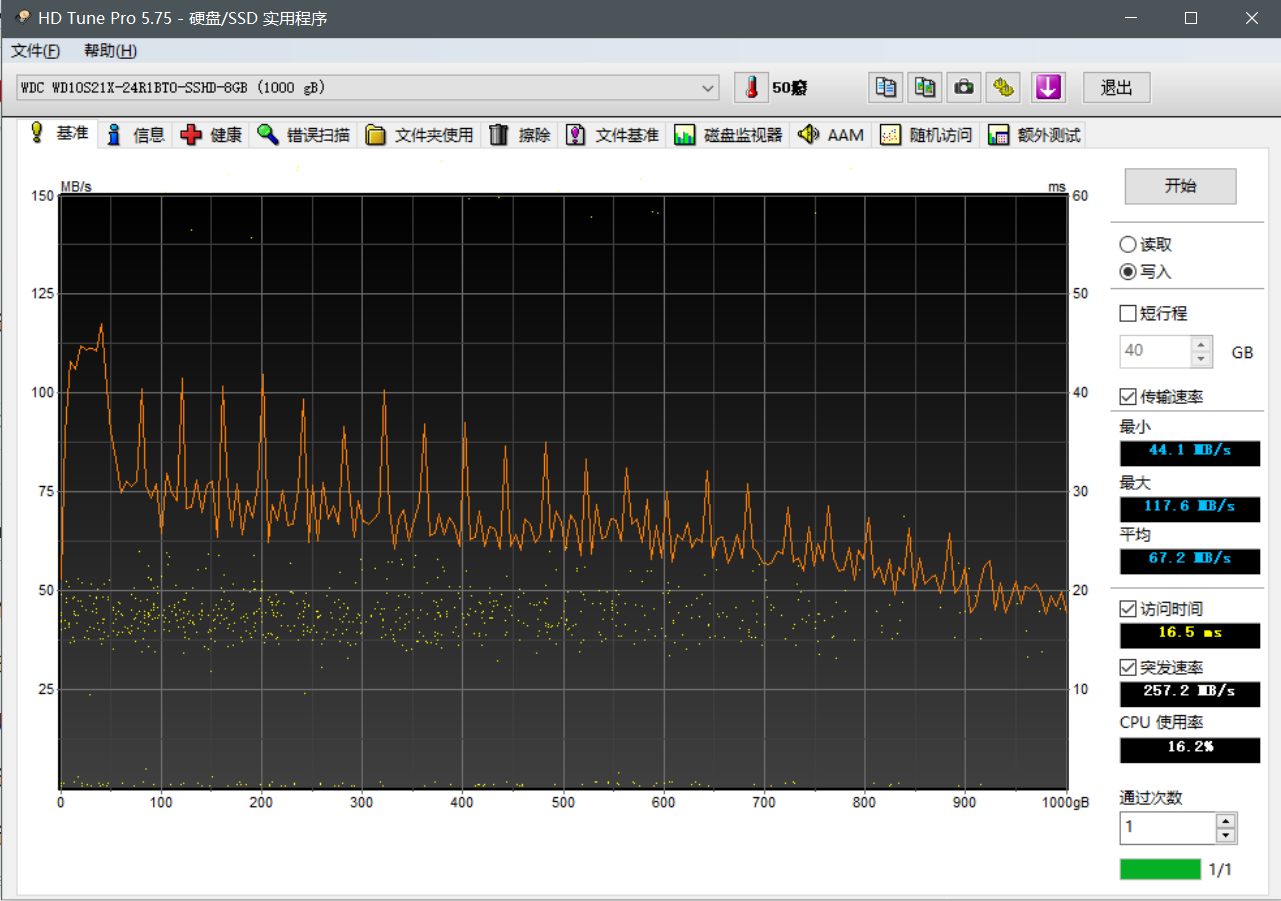 HD Tune Pro 5.75 - 硬盘/SSD 实用程序
文件(F) 帮助(H)
WDC WD10S21X-24R1BT0-SSHD-8GB (1000 gB)
50癈
退出
基准 信息 健康 错误扫描 文件夹使用 擦除 文件基准 磁盘监视器 AAM 随机访问 额外测试
MB/s
ms
150
125
100
75
50
25
60
50
40
30
20
10
0 100 200 300 400 500 600 700 800 900 1000gB
开始
读取
写入
短行程
40 GB
传输速率
最小
44.1 MB/s
最大
117.6 MB/s
平均
67.2 MB/s
访问时间
16.5 ms
突发速率
257.2 MB/s
CPU 使用率
16.2%
通过次数
1
1/1